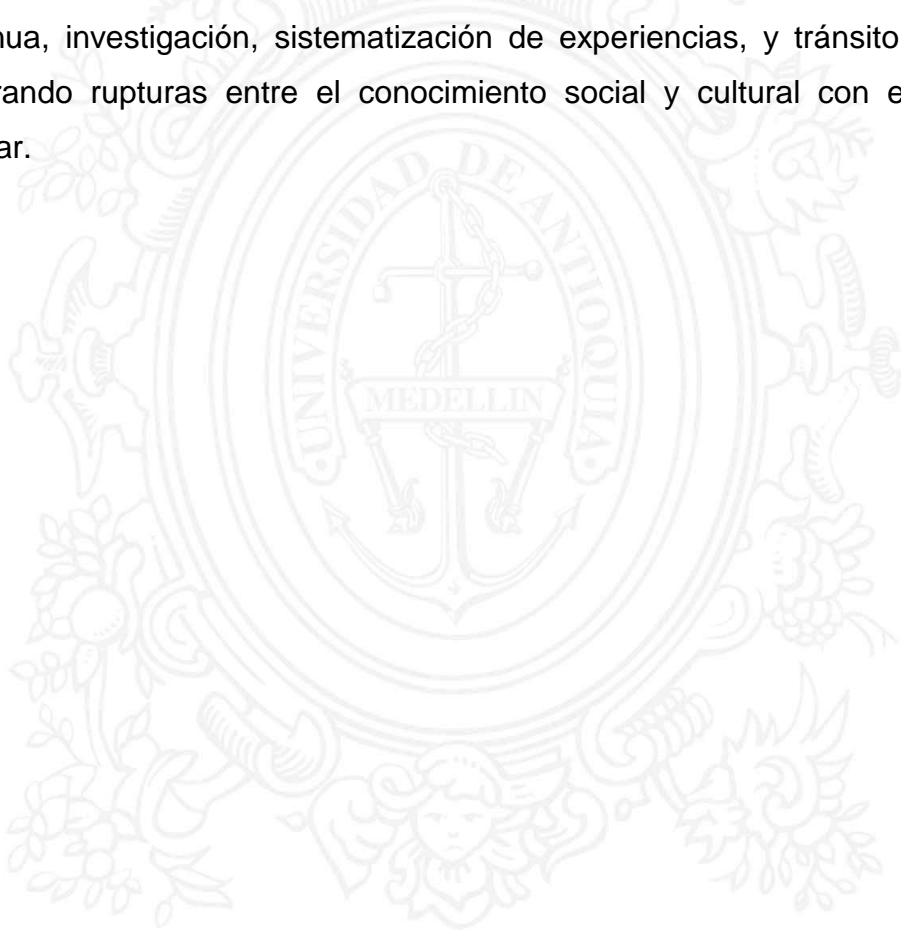 nua, investigación, sistematización de experiencias, y tránsito
rando rupturas entre el conocimiento social y cultural con e
ar.
UNIVERSIDAD DE ANTIOQUIA
MEDELLIN